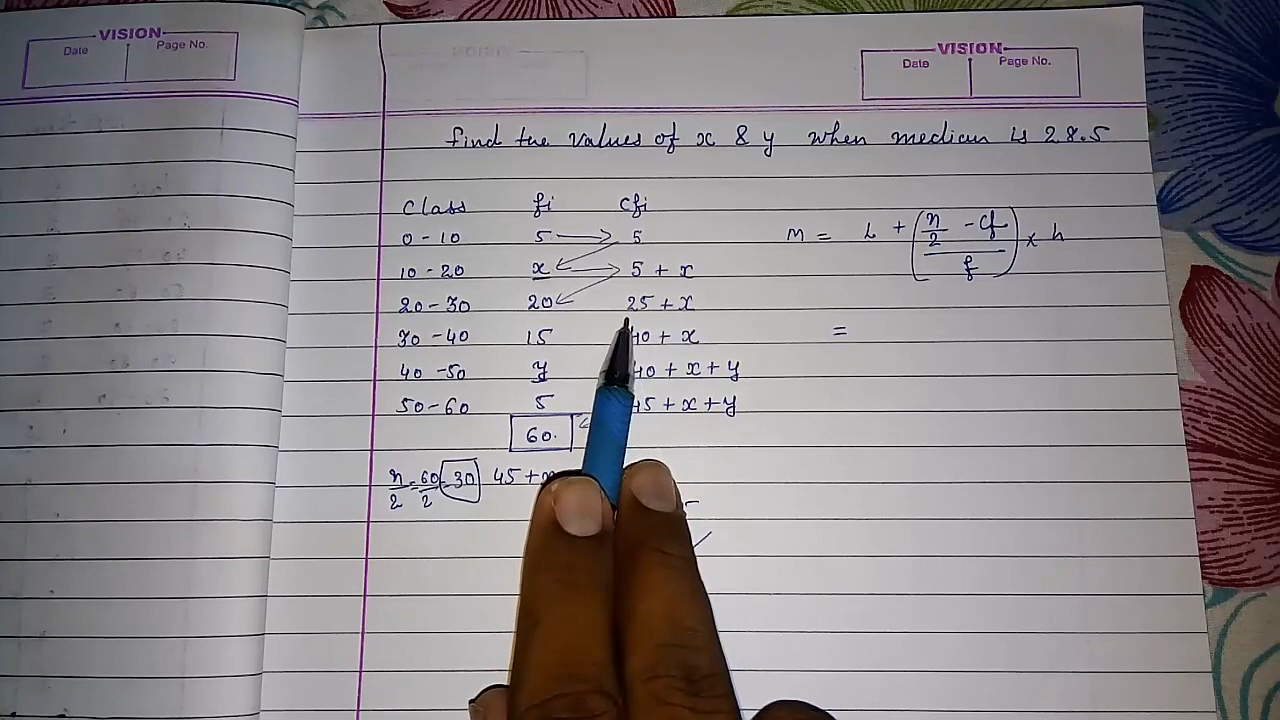 VISION
Date Page No.
VISION
Date Page No.
find the values of x & y when median is 28.5
Class fi cfi
0-10 5 5
10-20 x 5 + x
20-30 20 25 + x
30-40 15 40 + x
40-50 y 40 + x + y
50-60 5 45 + x + y
60.
n/2 = 60/2 = 30 45 +
M = L + ( (n/2 - cf) / f ) x h
=